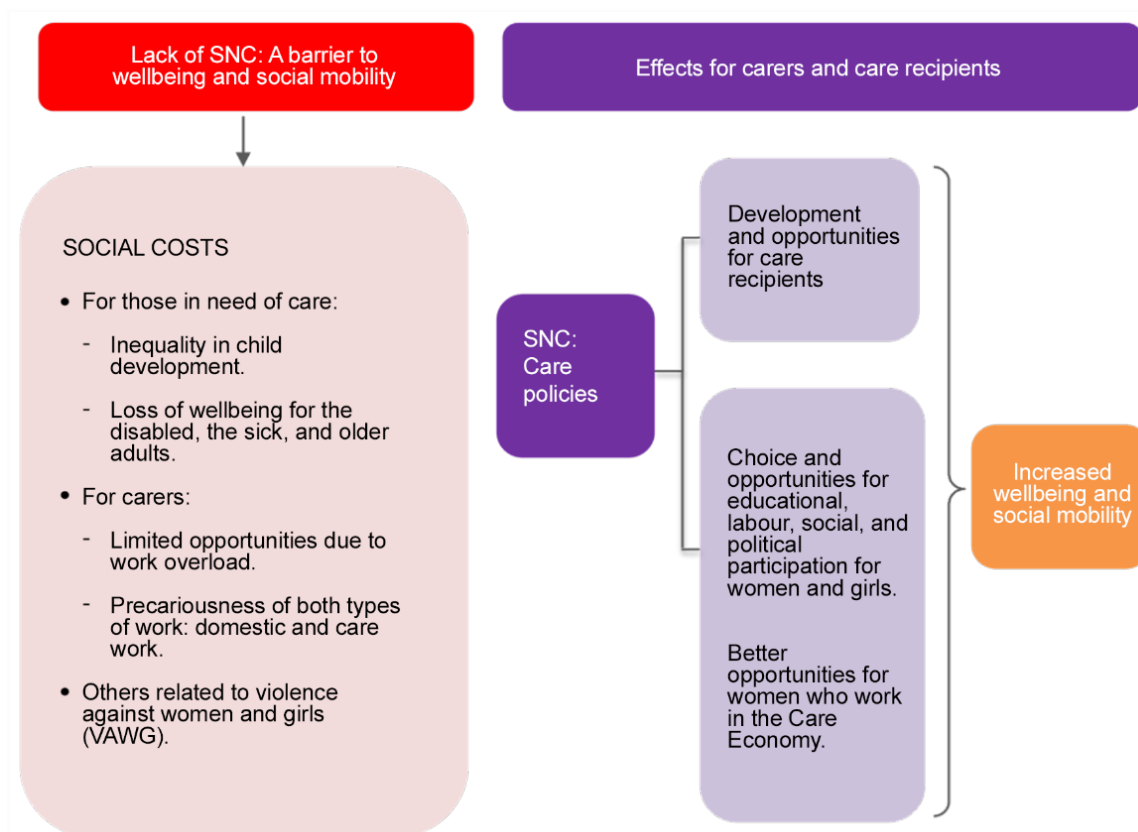 Lack of SNC: A barrier to
wellbeing and social mobility
SOCIAL COSTS
• For those in need of care:
- Inequality in child
development.
- Loss of wellbeing for the
disabled, the sick, and older
adults.
• For carers:
- Limited opportunities due to
work overload.
- Precariousness of both types
of work: domestic and care
work.
• Others related to violence
against women and girls
(VAWG).
Effects for carers and care recipients
SNC:
Care
policies
Development
and opportunities
for care
recipients
Choice and
opportunities for
educational,
labour, social, and
political
participation for
women and girls.
Better
opportunities for
women who work
in the Care
Economy.
Increased
wellbeing and
social mobility